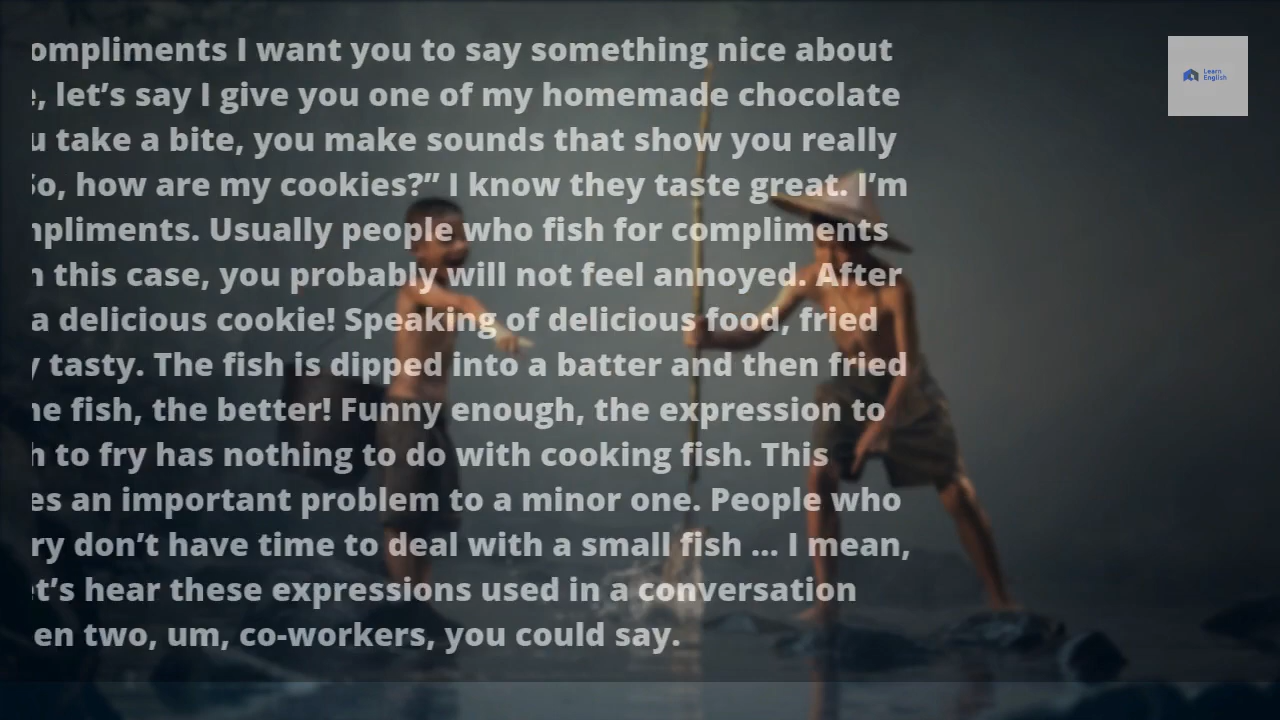 ompliments I want you to say something nice about
, let’s say I give you one of my homemade chocolate
u take a bite, you make sounds that show you really
So, how are my cookies?” I know they taste great. I’m
mpliments. Usually people who fish for compliments
n this case, you probably will not feel annoyed. After
a delicious cookie! Speaking of delicious food, fried
y tasty. The fish is dipped into a batter and then fried
he fish, the better! Funny enough, the expression to
h to fry has nothing to do with cooking fish. This
es an important problem to a minor one. People who
ry don’t have time to deal with a small fish ... I mean,
et’s hear these expressions used in a conversation
en two, um, co-workers, you could say.
Learn
English